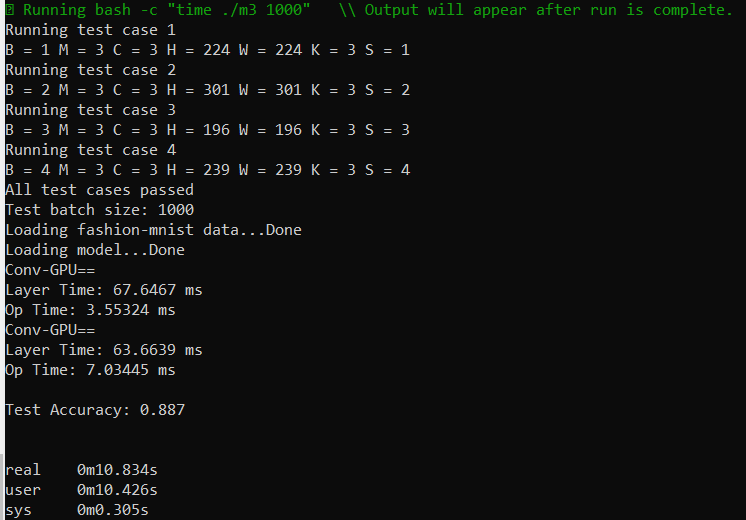 Running bash -c "time ./m3 1000"   \\ Output will appear after run is complete.
Running test case 1
B = 1 M = 3 C = 3 H = 224 W = 224 K = 3 S = 1
Running test case 2
B = 2 M = 3 C = 3 H = 301 W = 301 K = 3 S = 2
Running test case 3
B = 3 M = 3 C = 3 H = 196 W = 196 K = 3 S = 3
Running test case 4
B = 4 M = 3 C = 3 H = 239 W = 239 K = 3 S = 4
All test cases passed
Test batch size: 1000
Loading fashion-mnist data...Done
Loading model...Done
Conv-GPU==
Layer Time: 67.6467 ms
Op Time: 3.55324 ms
Conv-GPU==
Layer Time: 63.6639 ms
Op Time: 7.03445 ms
Test Accuracy: 0.887
real    0m10.834s
user    0m10.426s
sys     0m0.305s